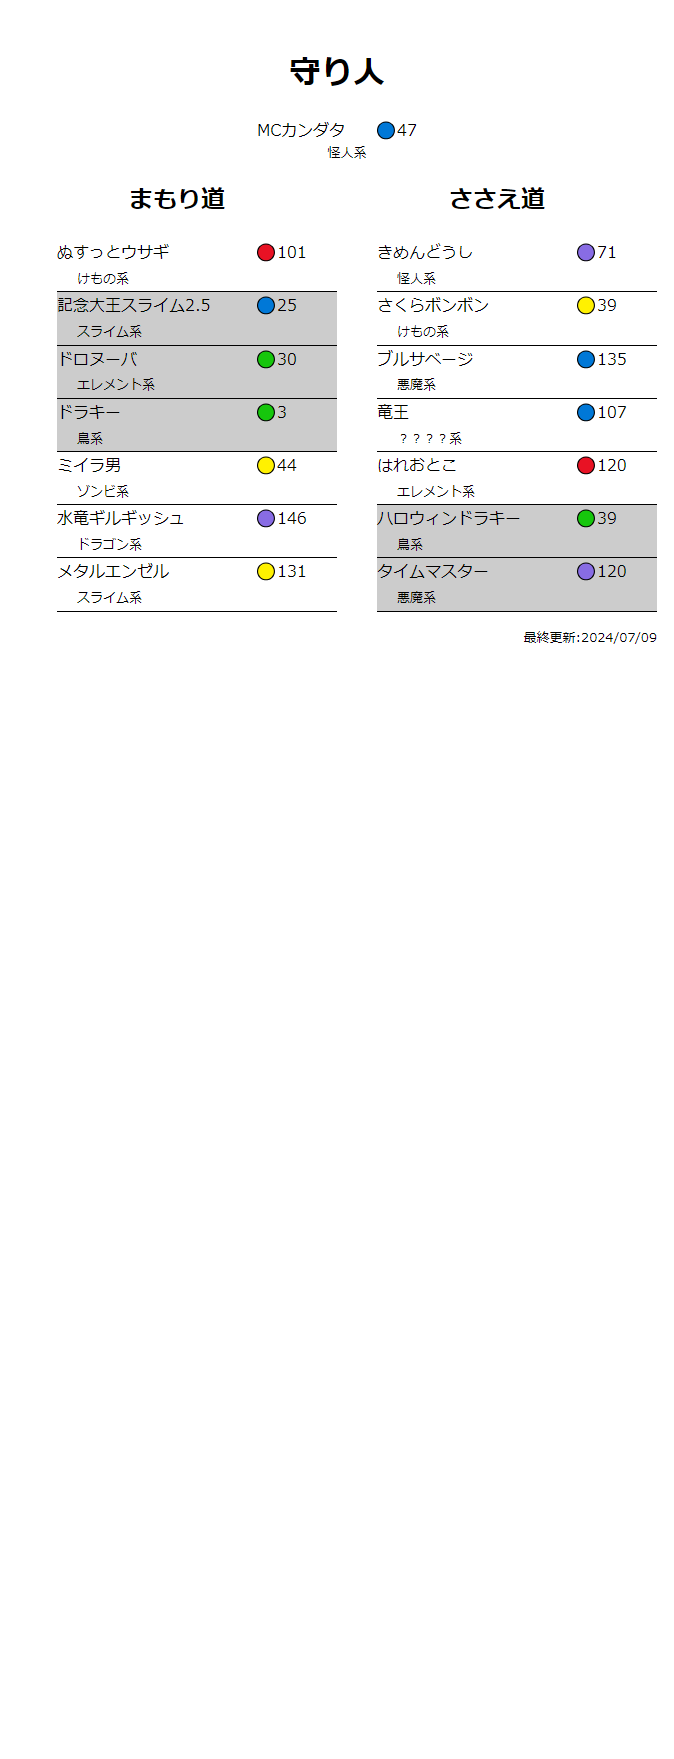 守り人
MCカンダタ 47
怪人系
まもり道
ぬすっとウサギ 101
けもの系
記念大王スライム2.5 25
スライム系
ドロヌーバ 30
エレメント系
ドラキー 3
鳥系
ミイラ男 44
ゾンビ系
水竜ギルギッシュ 146
ドラゴン系
メタルエンゼル 131
スライム系
ささえ道
きめんどうし 71
怪人系
さくらボンボン 39
けもの系
ブルサベージ 135
悪魔系
竜王 107
？？？？系
はれおとこ 120
エレメント系
ハロウィンドラキー 39
鳥系
タイムマスター 120
悪魔系
最終更新:2024/07/09